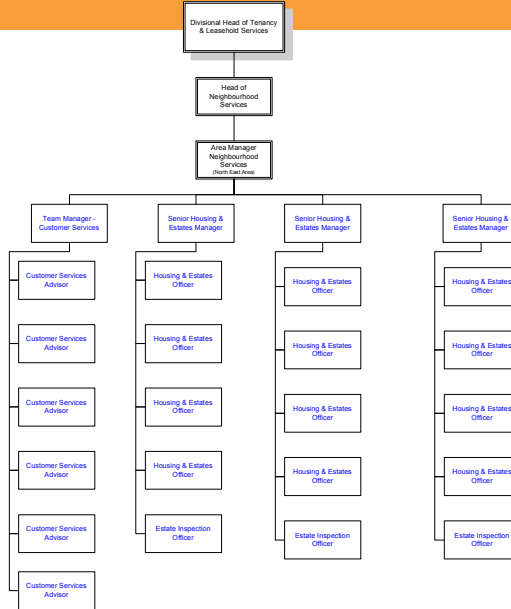 Divisional Head of Tenancy
& Leasehold Services
Head of
Neighbourhood
Services
Area Manager
Neighbourhood
Services
(North East Area)
Team Manager -
Customer Services
Senior Housing &
Estates Manager
Senior Housing &
Estates Manager
Senior Housing &
Estates Manager
Customer Services
Advisor
Housing & Estates
Officer
Housing & Estates
Officer
Housing & Estates
Officer
Customer Services
Advisor
Housing & Estates
Officer
Housing & Estates
Officer
Housing & Estates
Officer
Customer Services
Advisor
Housing & Estates
Officer
Housing & Estates
Officer
Housing & Estates
Officer
Customer Services
Advisor
Housing & Estates
Officer
Housing & Estates
Officer
Housing & Estates
Officer
Customer Services
Advisor
Estate Inspection
Officer
Estate Inspection
Officer
Estate Inspection
Officer
Customer Services
Advisor